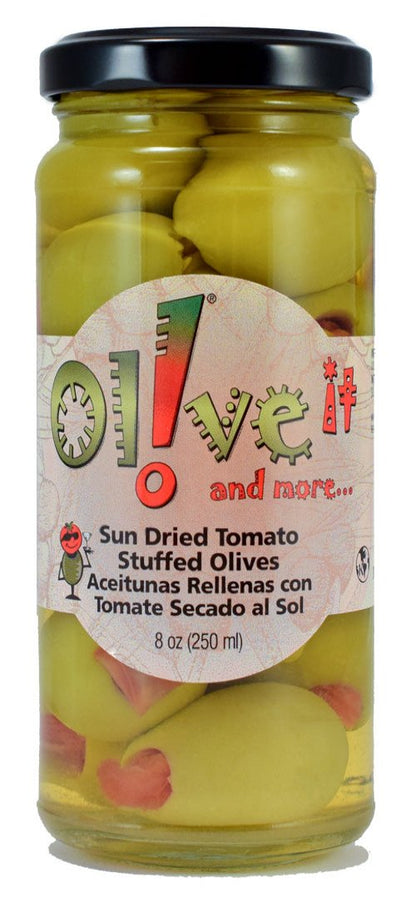 Ol!ve it®
and more...
Sun Dried Tomato
Stuffed Olives
Aceitunas Rellenas con
Tomate Secado al Sol
8 oz (250 ml)